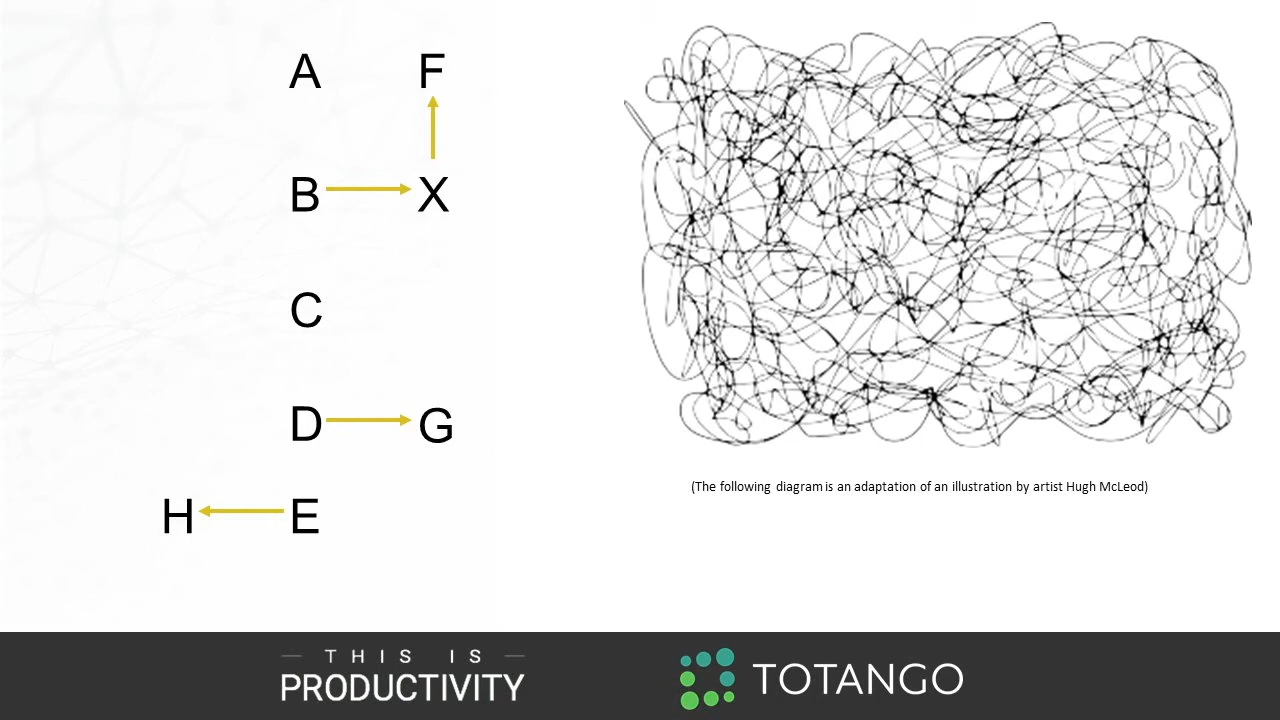 A F
B X
C
D G
H E
(The following diagram is an adaptation of an illustration by artist Hugh McLeod)
THIS IS
PRODUCTIVITY
TOTANGO